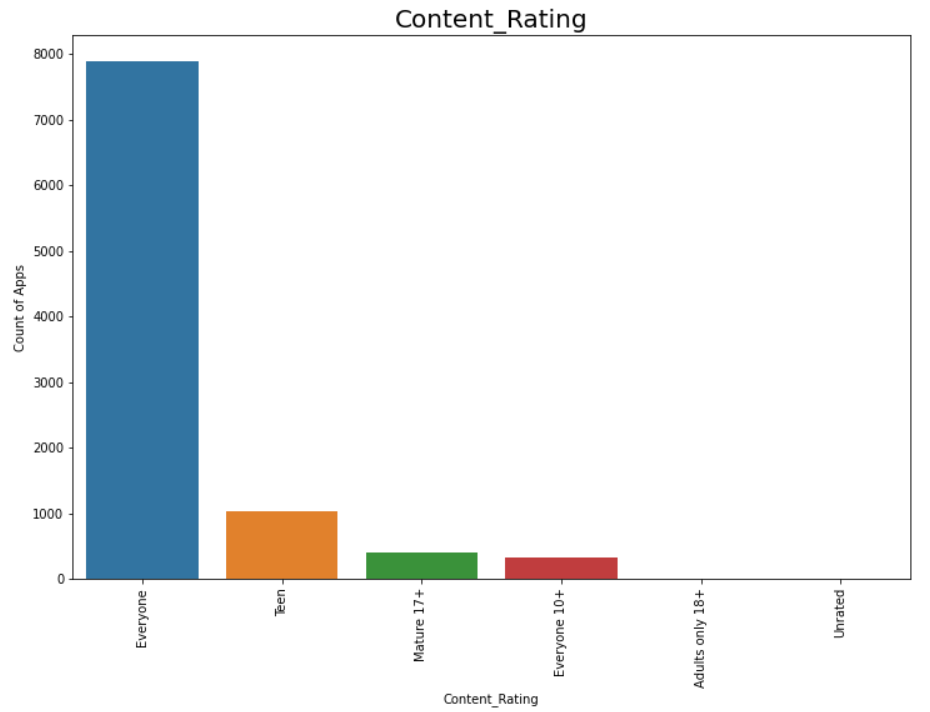 Content_Rating
8000
7000
6000
5000
4000
3000
2000
1000
0
Count of Apps
Everyone
Teen
Mature 17+
Everyone 10+
Adults only 18+
Unrated
Content_Rating